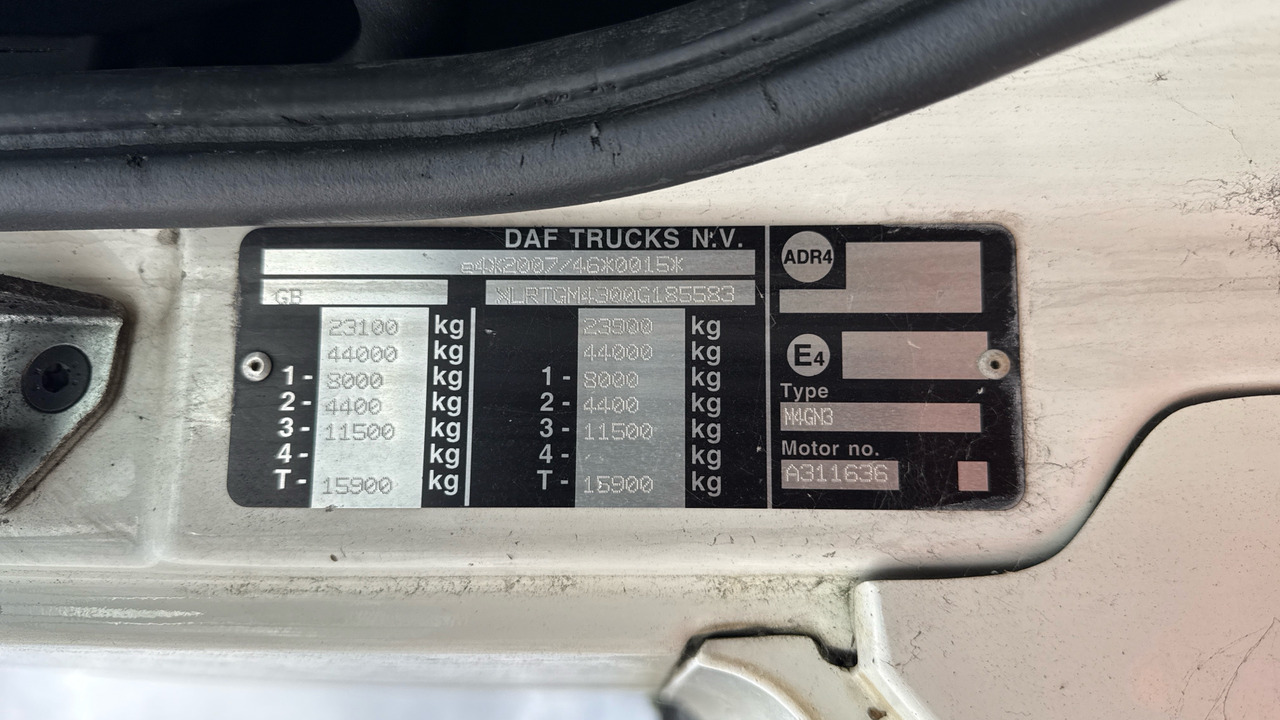 DAF TRUCKS N.V.
e4*2007/46*0015*
GB XLRTGM4300G185583
23100 kg 23900 kg
44000 kg 44000 kg
1- 8000 kg 1- 8000 kg
2- 4400 kg 2- 4400 kg
3- 11500 kg 3- 11500 kg
4- kg 4- kg
T- 15900 kg T- 15900 kg
ADR4
E4
Type
M4GN3
Motor no.
A311636